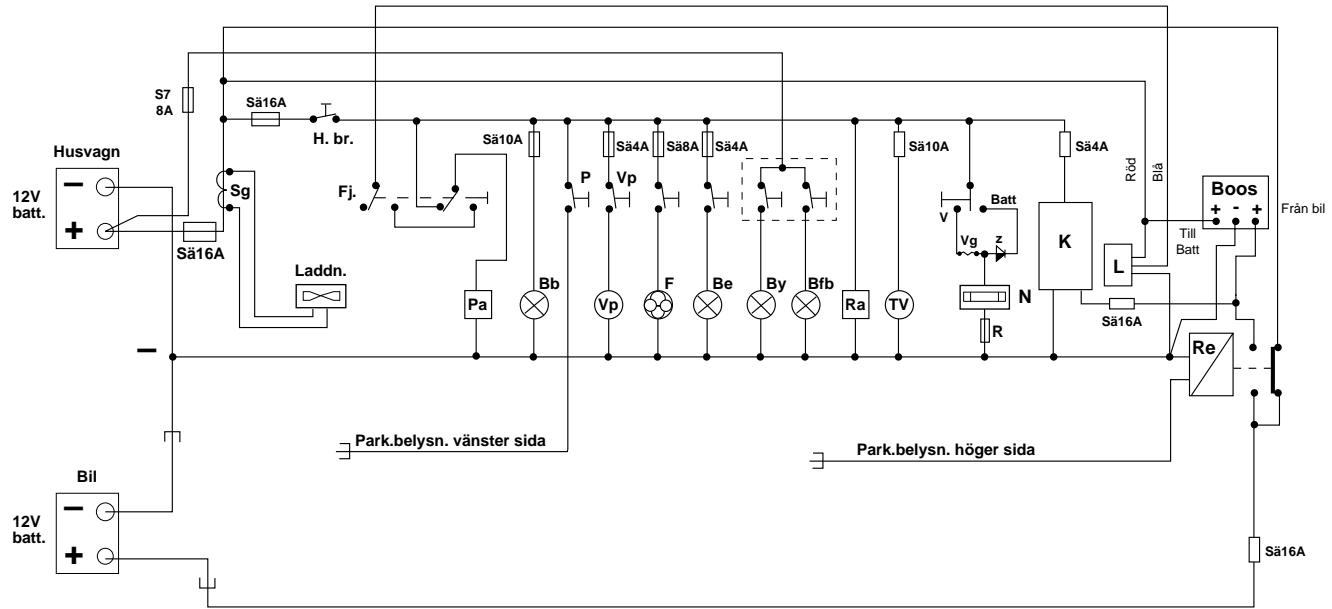 S7
8A
Sä16A
H. br.
Husvagn
12V
batt.
−
+
Sg
Sä16A
Laddn.
Fj.
Pa
Sä10A
Bb
P
Sä4A
Vp
Vp
Sä8A
F
Sä4A
Be
By
Bfb
Ra
Sä10A
TV
V
Batt
Vg
z
N
R
Sä4A
K
Röd
Blå
L
Sä16A
Boos
+ - +
Till
Batt
Från bil
Re
−
Park.belysn. vänster sida
Park.belysn. höger sida
Bil
12V
batt.
−
+
Sä16A